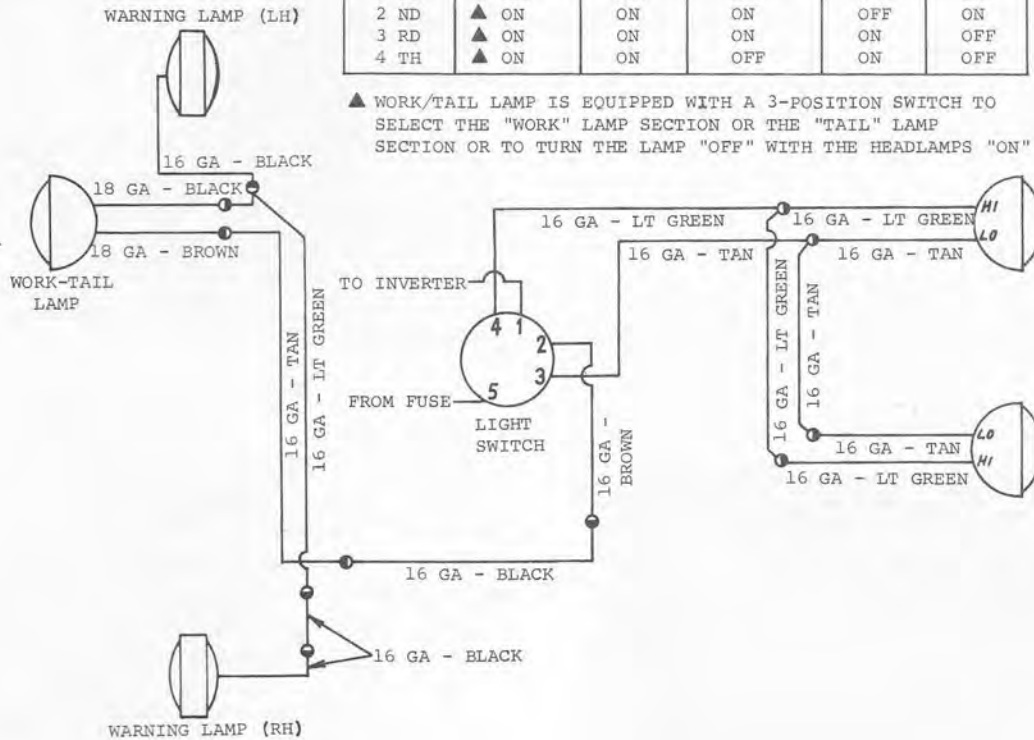 WARNING LAMP (LH)
2 ND ▲ ON ON ON OFF ON
3 RD ▲ ON ON ON ON OFF
4 TH ▲ ON ON OFF ON OFF
▲ WORK/TAIL LAMP IS EQUIPPED WITH A 3-POSITION SWITCH TO
SELECT THE "WORK" LAMP SECTION OR THE "TAIL" LAMP
SECTION OR TO TURN THE LAMP "OFF" WITH THE HEADLAMPS "ON"
16 GA - BLACK
18 GA - BLACK
18 GA - BROWN
WORK-TAIL
LAMP
16 GA - TAN
16 GA - LT GREEN
TO INVERTER
4 1
2
3
5
FROM FUSE
LIGHT
SWITCH
16 GA - LT GREEN
16 GA - LT GREEN
HI
LO
16 GA - TAN
16 GA - TAN
16 GA - LT GREEN
16 GA - TAN
16 GA -
BROWN
LO
16 GA - TAN
HI
16 GA - LT GREEN
16 GA - BLACK
16 GA - BLACK
WARNING LAMP (RH)